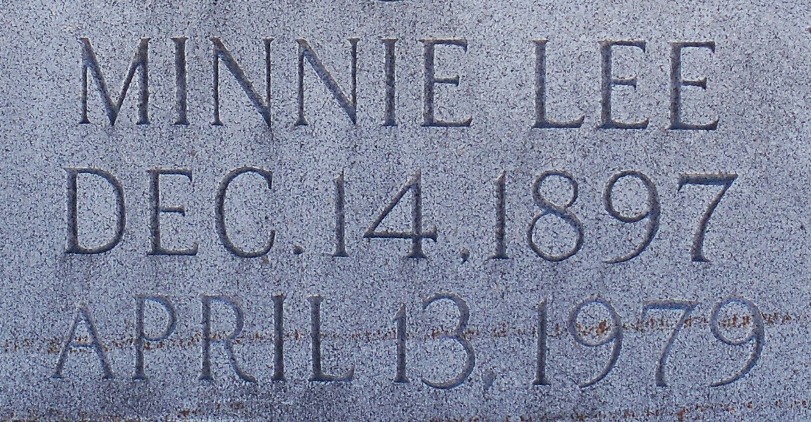 MINNIE LEE
DEC. 14, 1897
APRIL 13, 1979